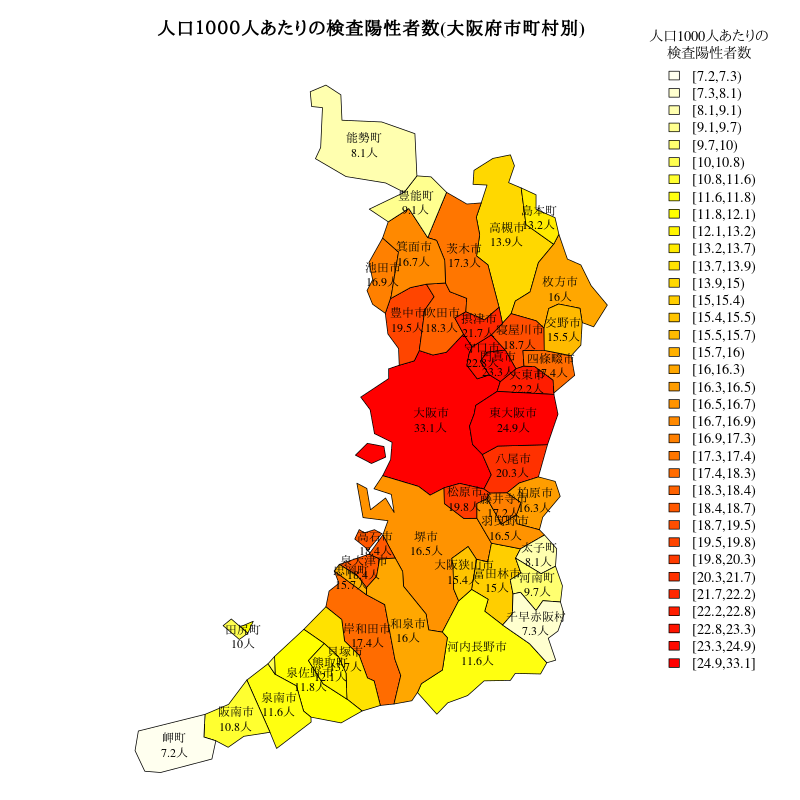 人口1000人あたりの検査陽性者数(大阪府市町村別)
人口1000人あたりの
検査陽性者数
[7.2,7.3)
[7.3,8.1)
[8.1,9.1)
[9.1,9.7)
[9.7,10)
[10,10.8)
[10.8,11.6)
[11.6,11.8)
[11.8,12.1)
[12.1,13.2)
[13.2,13.7)
[13.7,13.9)
[13.9,15)
[15,15.4)
[15.4,15.5)
[15.5,15.7)
[15.7,16)
[16,16.3)
[16.3,16.5)
[16.5,16.7)
[16.7,16.9)
[16.9,17.3)
[17.3,17.4)
[17.4,18.3)
[18.3,18.4)
[18.4,18.7)
[18.7,19.5)
[19.5,19.8)
[19.8,20.3)
[20.3,21.7)
[21.7,22.2)
[22.2,22.8)
[22.8,23.3)
[23.3,24.9)
[24.9,33.1]
能勢町
8.1人
豊能町
9.1人
島本町
13.2人
高槻市
13.9人
茨木市
17.3人
箕面市
16.7人
池田市
16.9人
枚方市
16人
豊中市
19.5人
吹田市
18.3人
摂津市
21.7人
寝屋川市
18.7人
交野市
15.5人
守口市
22.8人
門真市
23.3人
四條畷市
17.4人
大東市
22.2人
大阪市
33.1人
東大阪市
24.9人
八尾市
20.3人
松原市
19.8人
藤井寺市
17.2人
柏原市
16.3人
羽曳野市
16.5人
堺市
16.5人
高石市
18.4人
泉大津市
18.4人
忠岡町
15.7人
大阪狭山市
15.4人
富田林市
15人
太子町
8.1人
河南町
9.7人
千早赤阪村
7.3人
河内長野市
11.6人
和泉市
16人
岸和田市
17.4人
貝塚市
13.7人
熊取町
12.1人
泉佐野市
11.8人
田尻町
10人
泉南市
11.6人
阪南市
10.8人
岬町
7.2人